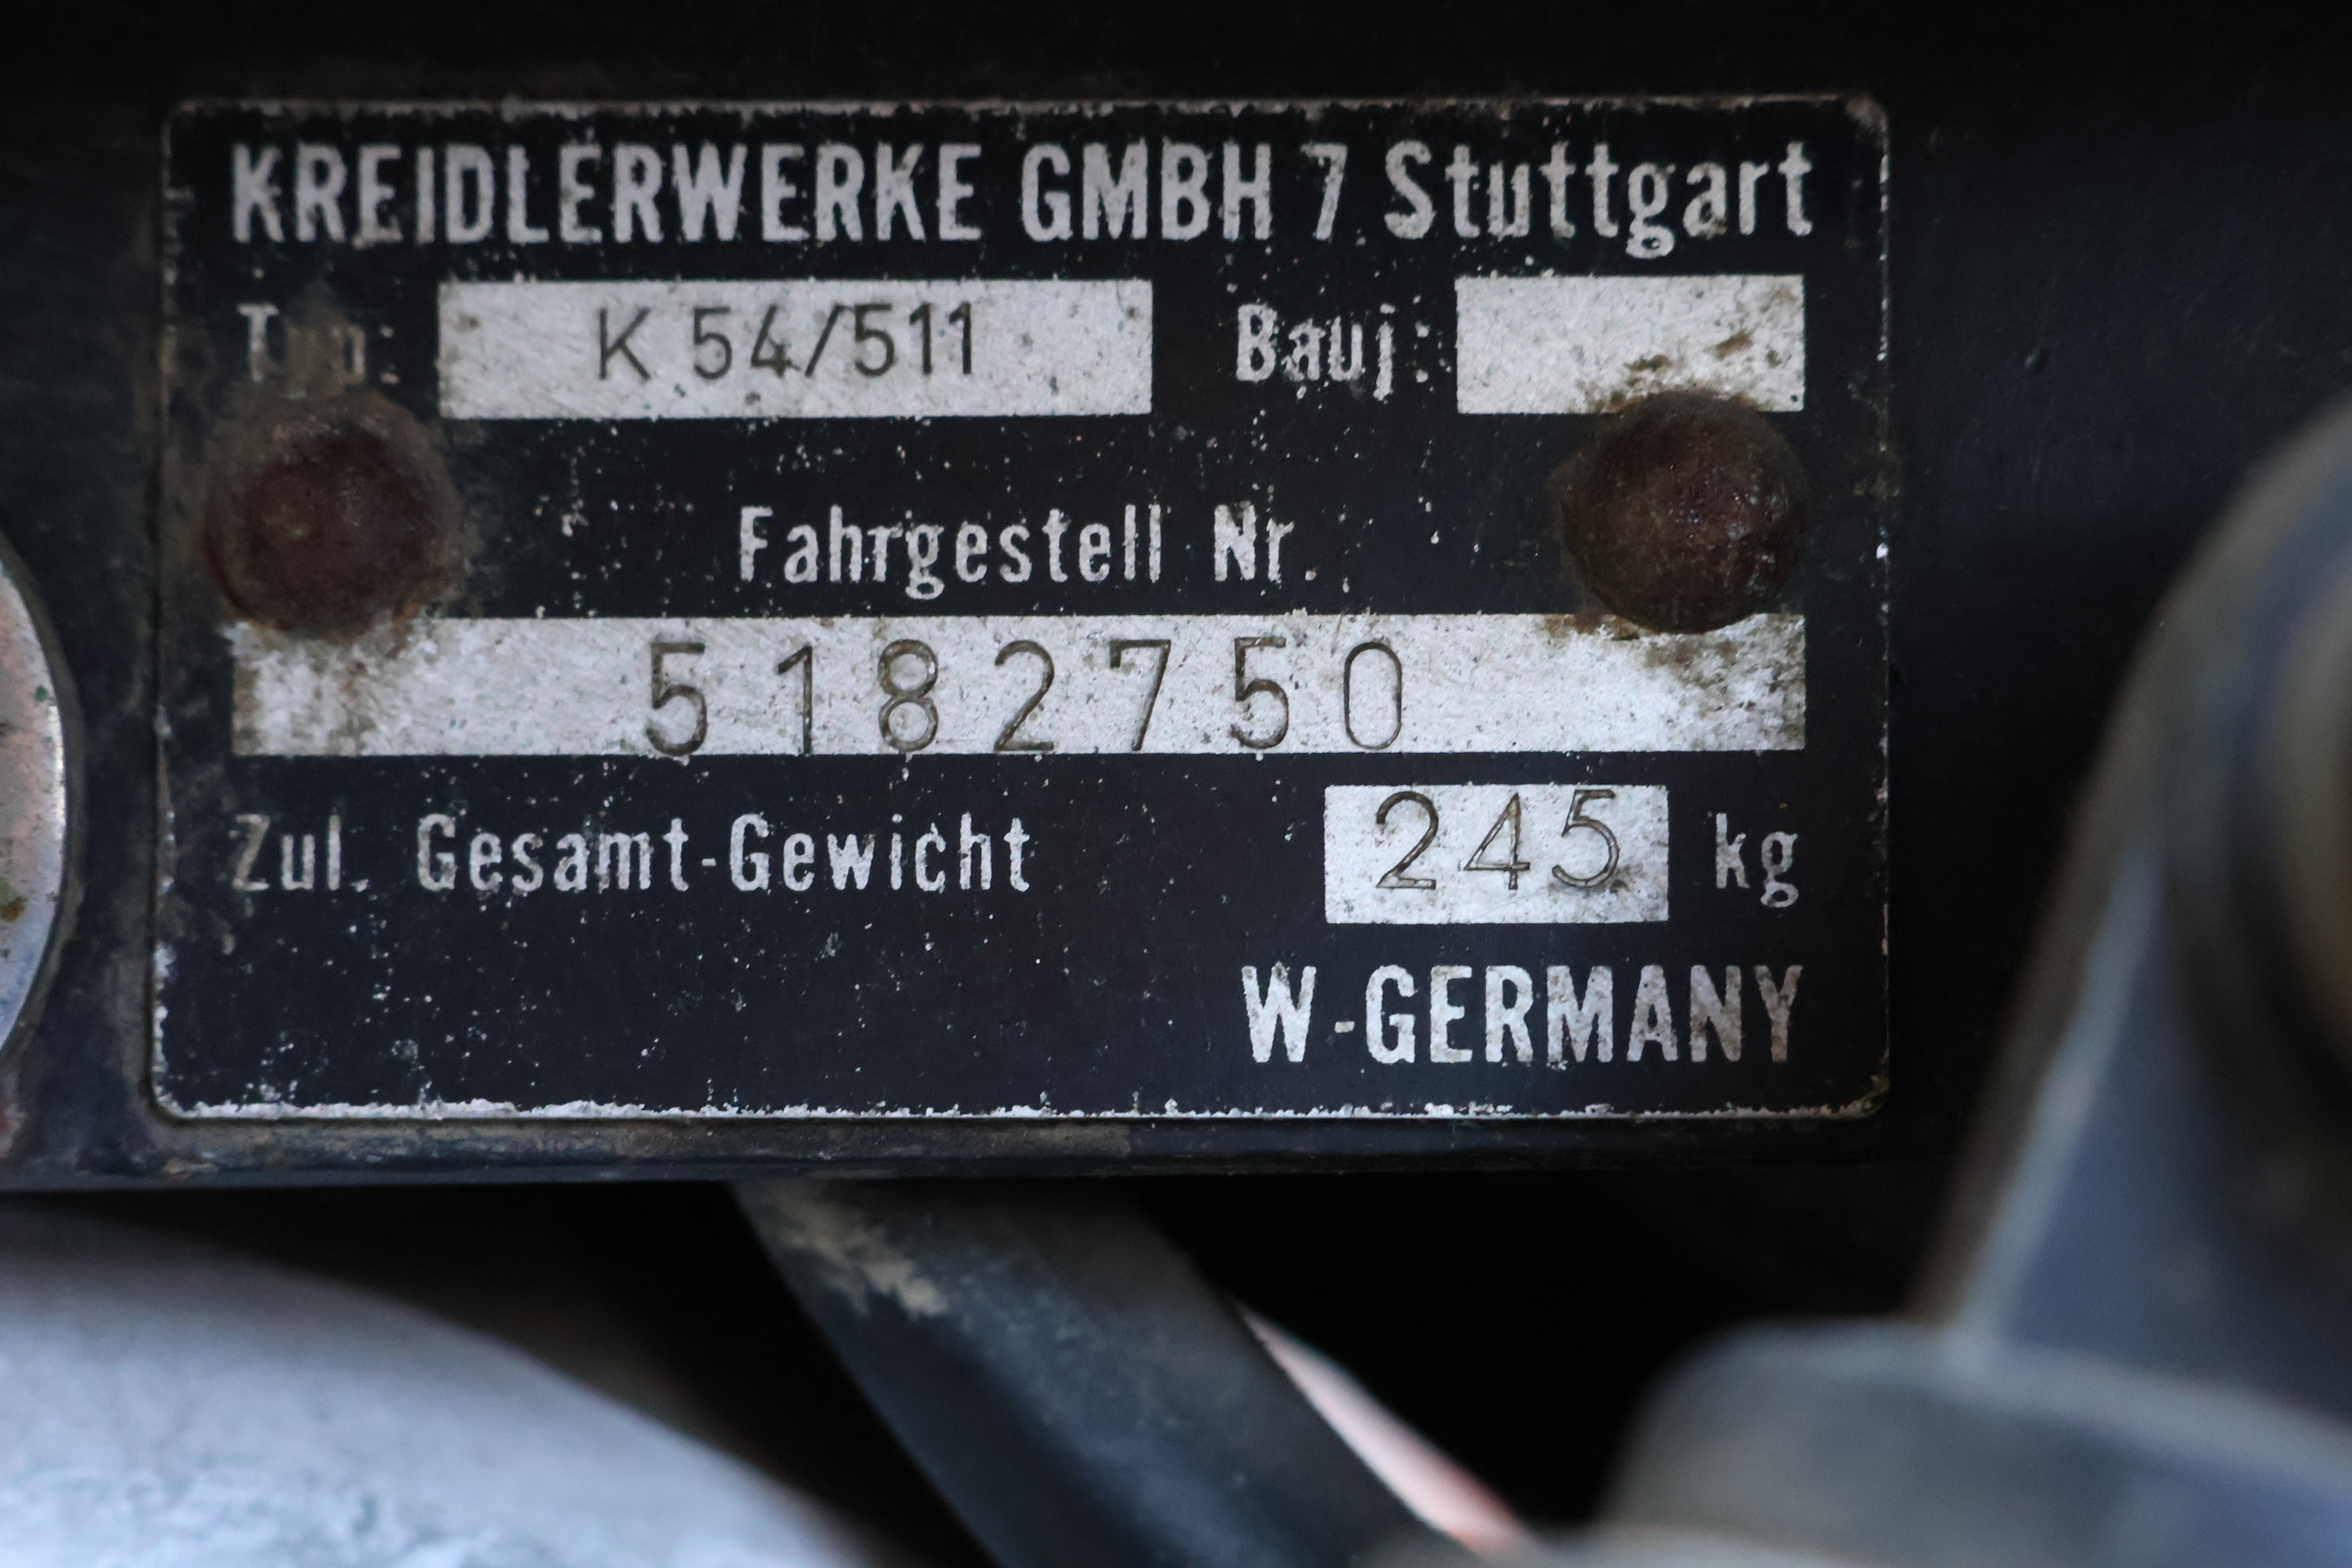 KREIDLERWERKE GMBH 7 Stuttgart
K 54/511 Bauj:
Fahrgestell Nr.
5182750
Zul. Gesamt-Gewicht 245 kg
W-GERMANY